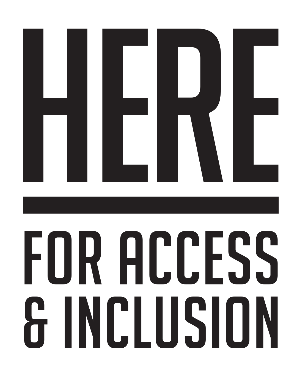 HERE
FOR ACCESS
& INCLUSION